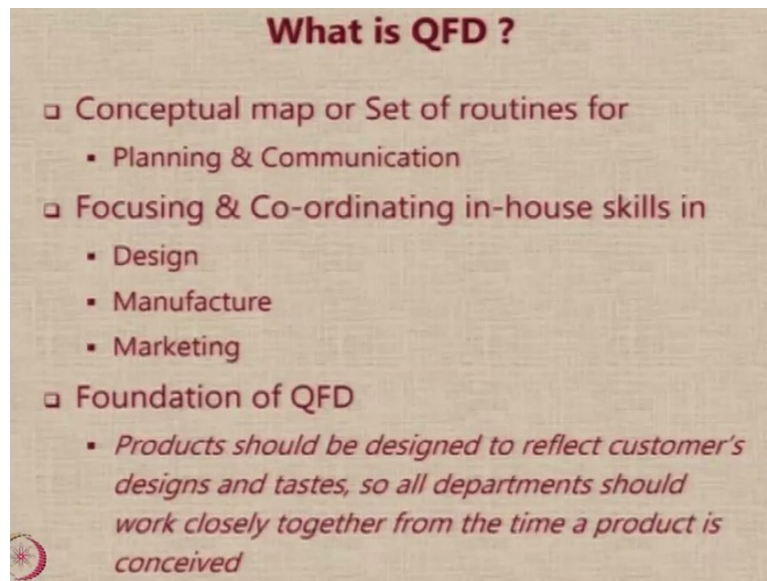 What is QFD ?
Conceptual map or Set of routines for
Planning & Communication
Focusing & Co-ordinating in-house skills in
Design
Manufacture
Marketing
Foundation of QFD
Products should be designed to reflect customer's
designs and tastes, so all departments should
work closely together from the time a product is
conceived